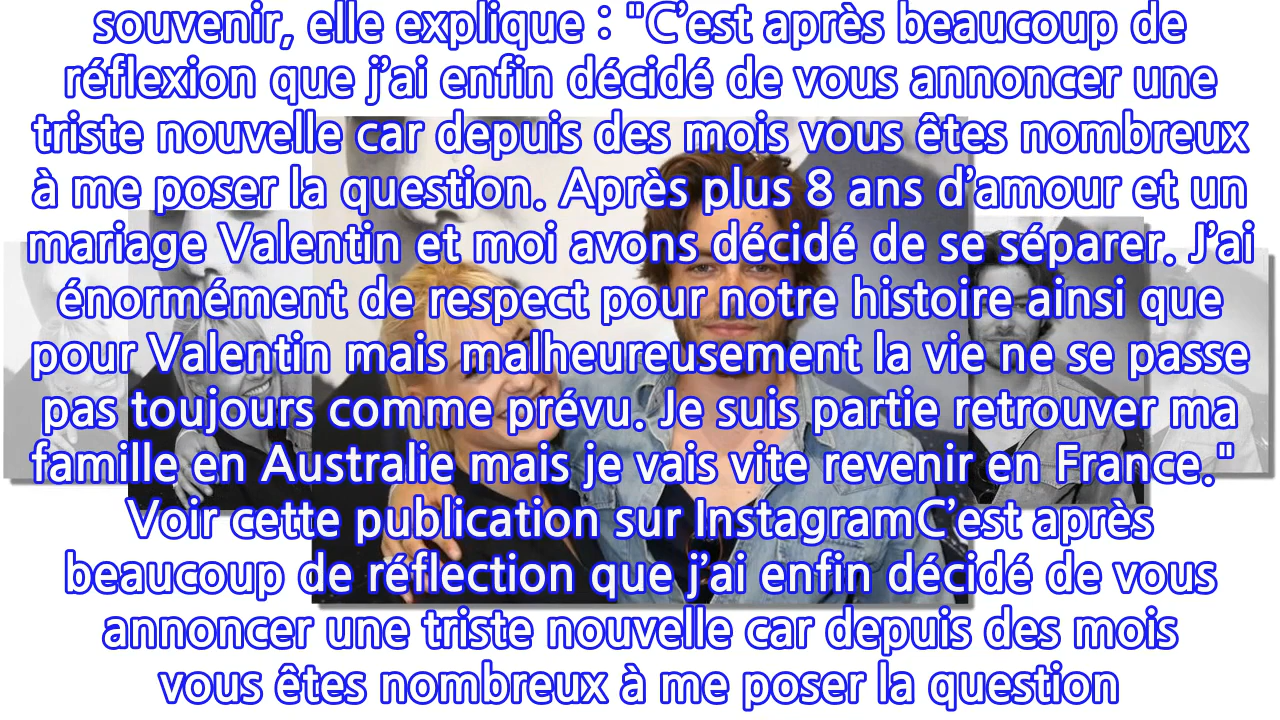 souvenir, elle explique : "C’est après beaucoup de
réflexion que j’ai enfin décidé de vous annoncer une
triste nouvelle car depuis des mois vous êtes nombreux
à me poser la question. Après plus 8 ans d’amour et un
mariage Valentin et moi avons décidé de se séparer. J’ai
énormément de respect pour notre histoire ainsi que
pour Valentin mais malheureusement la vie ne se passe
pas toujours comme prévu. Je suis partie retrouver ma
famille en Australie mais je vais vite revenir en France."
Voir cette publication sur InstagramC’est après
beaucoup de réflection que j’ai enfin décidé de vous
annoncer une triste nouvelle car depuis des mois
vous êtes nombreux à me poser la question